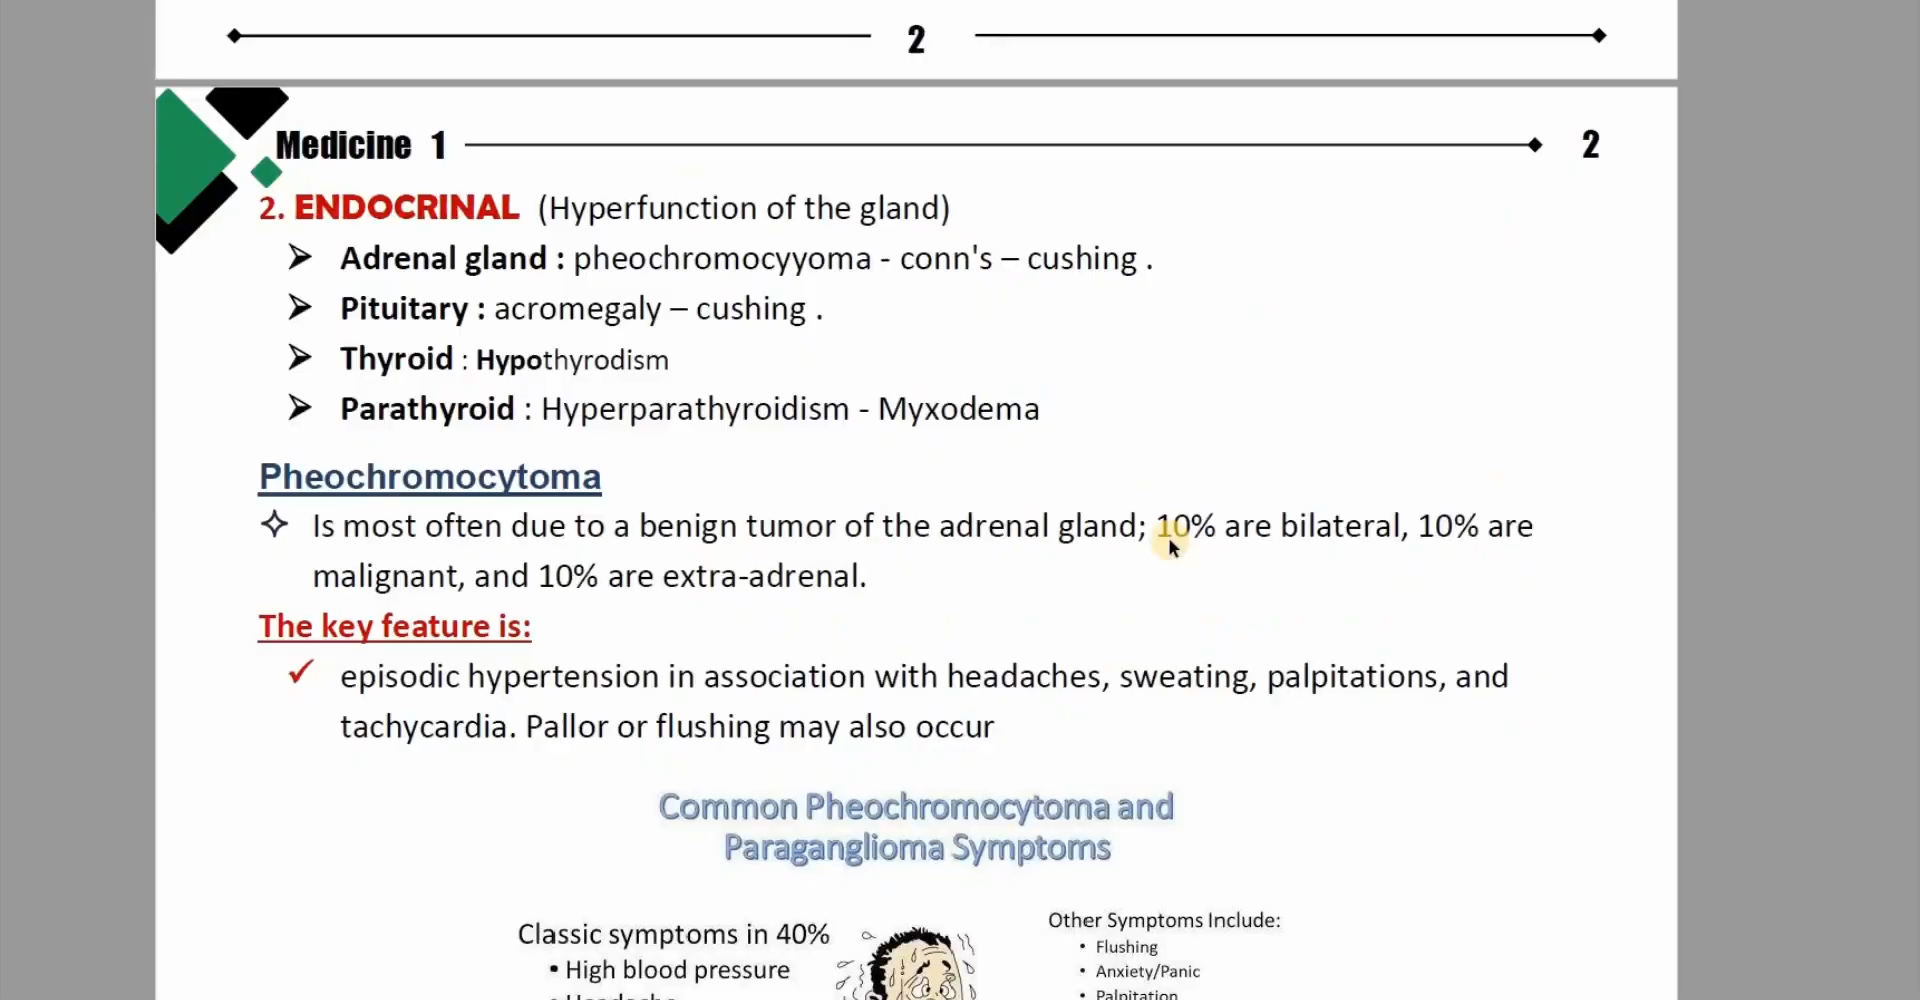 2
Medicine 1
2
2. ENDOCRINAL (Hyperfunction of the gland)
➢ Adrenal gland : pheochromocyyoma - conn's – cushing .
➢ Pituitary : acromegaly – cushing .
➢ Thyroid : Hypothyrodism
➢ Parathyroid : Hyperparathyroidism - Myxodema
Pheochromocytoma
✧ Is most often due to a benign tumor of the adrenal gland; 10% are bilateral, 10% are
malignant, and 10% are extra-adrenal.
The key feature is:
✓ episodic hypertension in association with headaches, sweating, palpitations, and
tachycardia. Pallor or flushing may also occur
Common Pheochromocytoma and
Paraganglioma Symptoms
Classic symptoms in 40%
• High blood pressure
Other Symptoms Include:
• Flushing
• Anxiety/Panic
• Palpitation